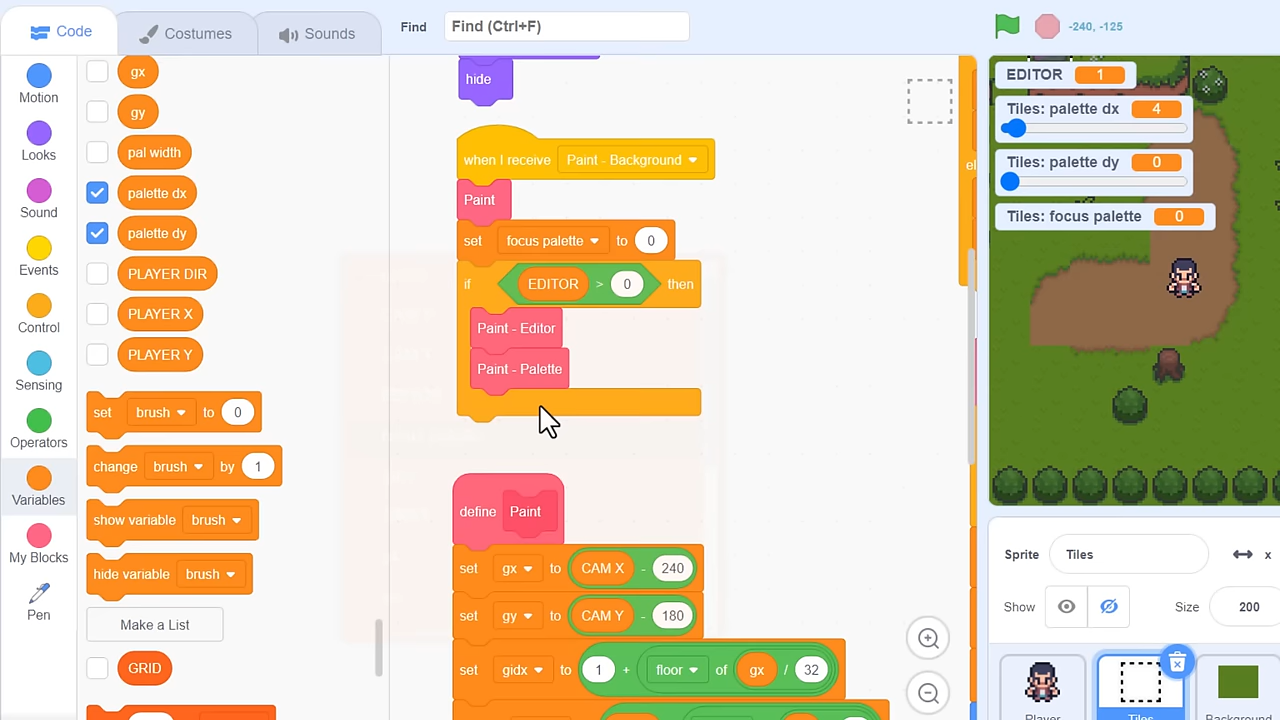 Code
Costumes
Sounds
Find
Find (Ctrl+F)
-240, -125
Motion
Looks
Sound
Events
Control
Sensing
Operators
Variables
My Blocks
Pen
gx
gy
pal width
palette dx
palette dy
PLAYER DIR
PLAYER X
PLAYER Y
set brush to 0
change brush by 1
show variable brush
hide variable brush
Make a List
GRID
hide
when I receive Paint - Background
Paint
set focus palette to 0
if EDITOR > 0 then
Paint - Editor
Paint - Palette
define Paint
set gx to CAM X - 240
set gy to CAM Y - 180
set gidx to 1 + floor of gx / 32
el
EDITOR 1
Tiles: palette dx 4
Tiles: palette dy 0
Tiles: focus palette 0
Sprite Tiles
x
Show
Size 200
Player
Tiles
Background